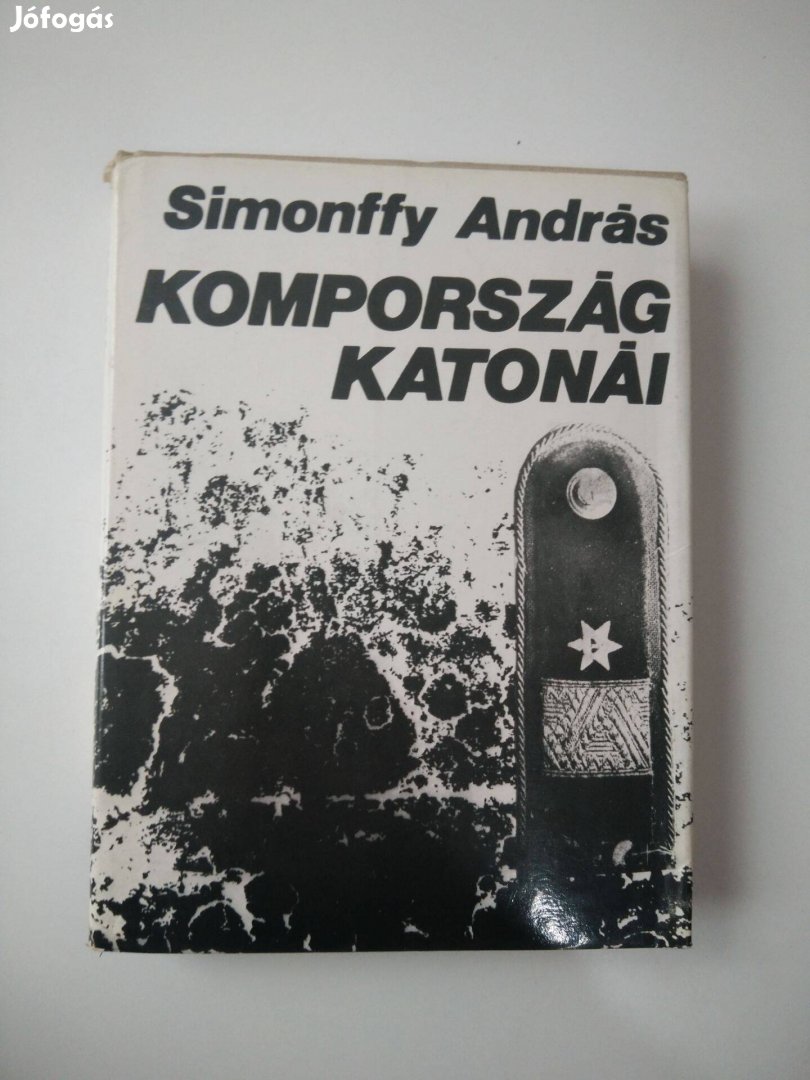 Jófogás
Simonffy András
KOMPORSZÁG
KATONÁI